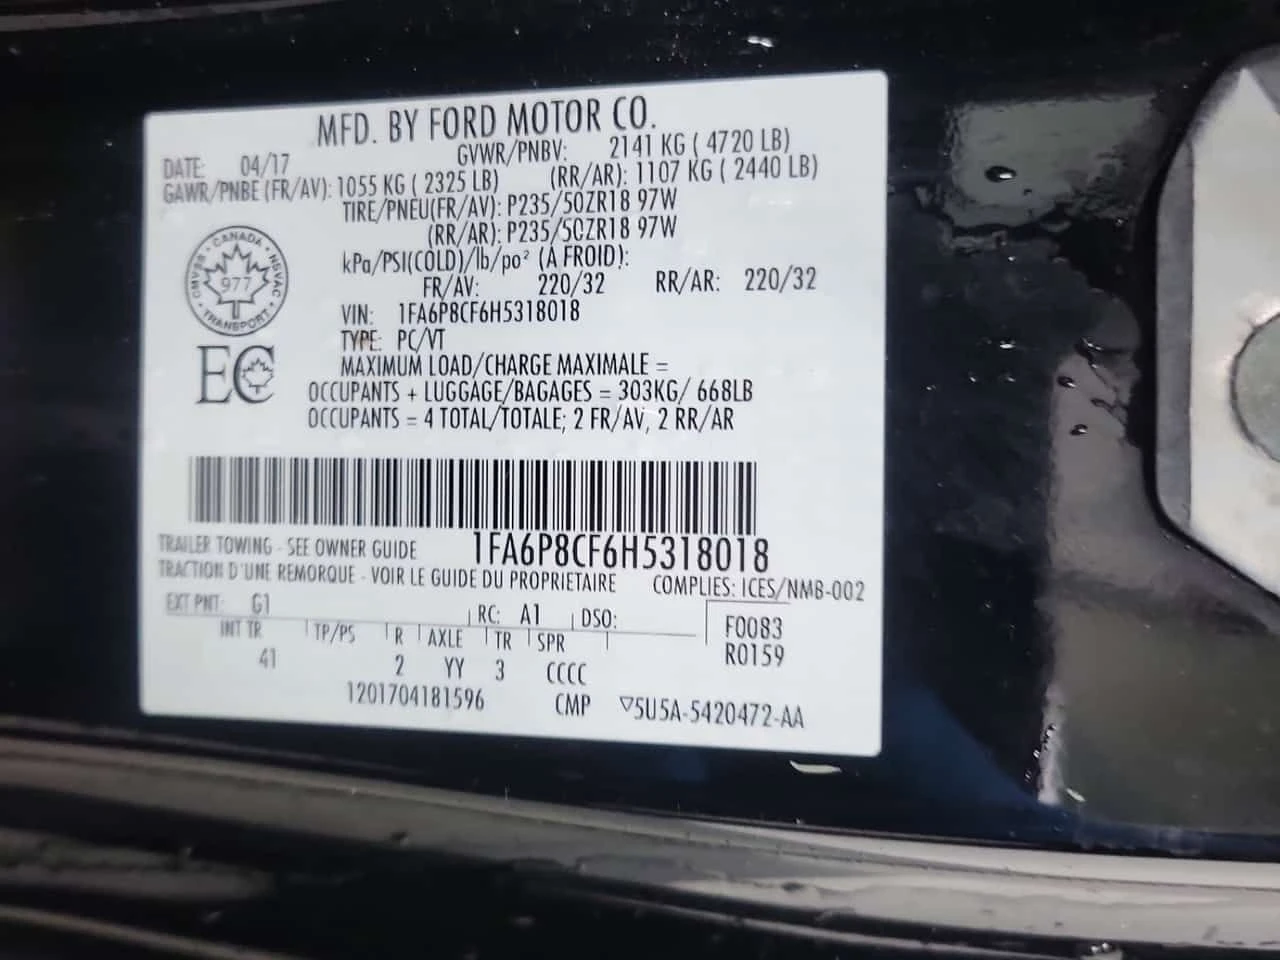 MFD. BY FORD MOTOR CO.
DATE: 04/17 GVWR/PNBV: 2141 KG ( 4720 LB)
GAWR/PNBE (FR/AV): 1055 KG ( 2325 LB) (RR/AR): 1107 KG ( 2440 LB)
TIRE/PNEU(FR/AV): P235/50ZR18 97W
(RR/AR): P235/50ZR18 97W
kPa/PSI(COLD)/lb/po² (A FROID):
FR/AV: 220/32 RR/AR: 220/32
CANADA · NSVAC · TRANSPORT · CMVSS
977
VIN: 1FA6P8CF6H5318018
TYPE: PC/VT
EC
MAXIMUM LOAD/CHARGE MAXIMALE =
OCCUPANTS + LUGGAGE/BAGAGES = 303KG/ 668LB
OCCUPANTS = 4 TOTAL/TOTALE; 2 FR/AV, 2 RR/AR
TRAILER TOWING - SEE OWNER GUIDE 1FA6P8CF6H5318018
TRACTION D'UNE REMORQUE - VOIR LE GUIDE DU PROPRIETAIRE COMPLIES: ICES/NMB-002
EXT PNT: G1 RC: A1 DSO: F0083
INT TR TP/PS R AXLE TR SPR R0159
41 2 YY 3 CCCC
1201704181596 CMP ▽5U5A-5420472-AA